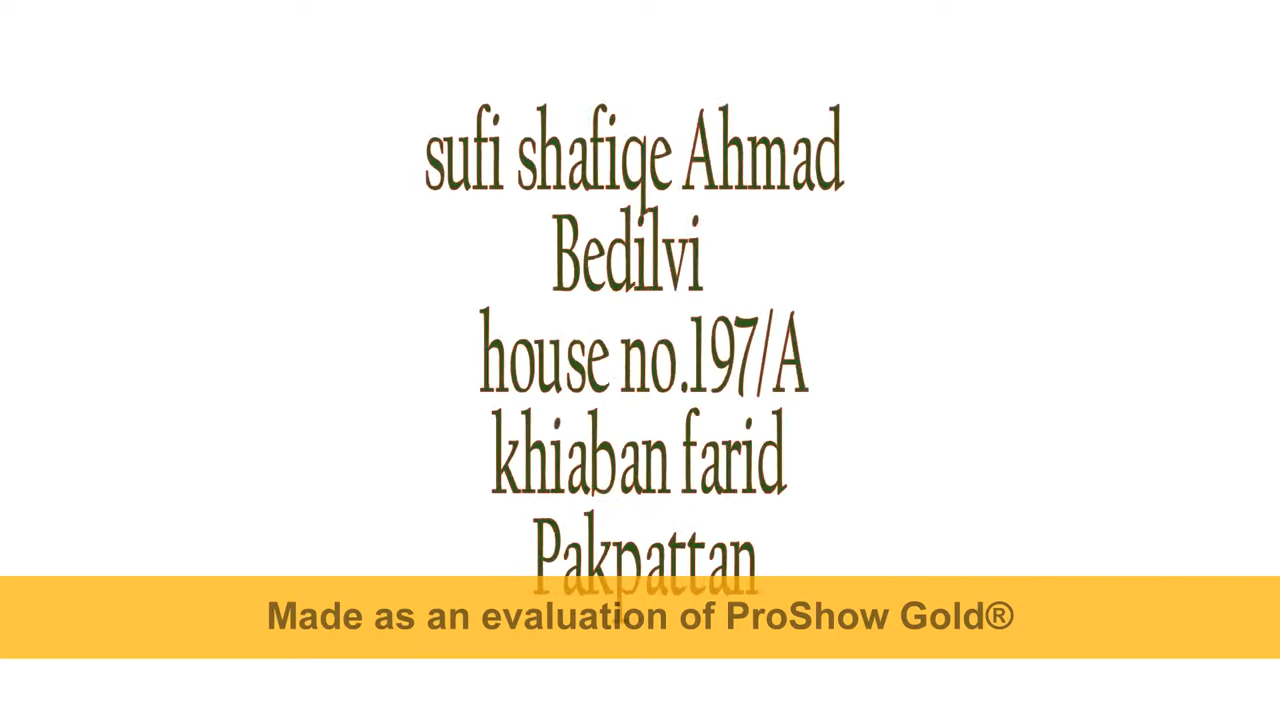 sufi shafiqe Ahmad
Bedilvi
house no.197/A
khiaban farid
Pakpattan
Made as an evaluation of ProShow Gold®